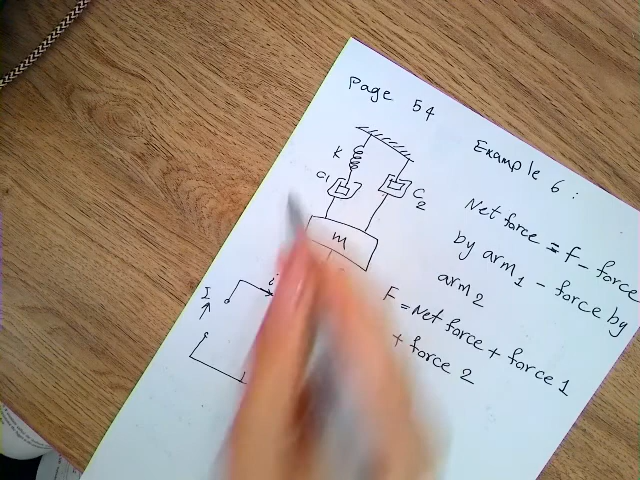 Page 54
Example 6 :
K
C1
C2
m
Net force = F - force
by arm1 - force by
arm2
F = Net force + force 1
+ force 2
I
i